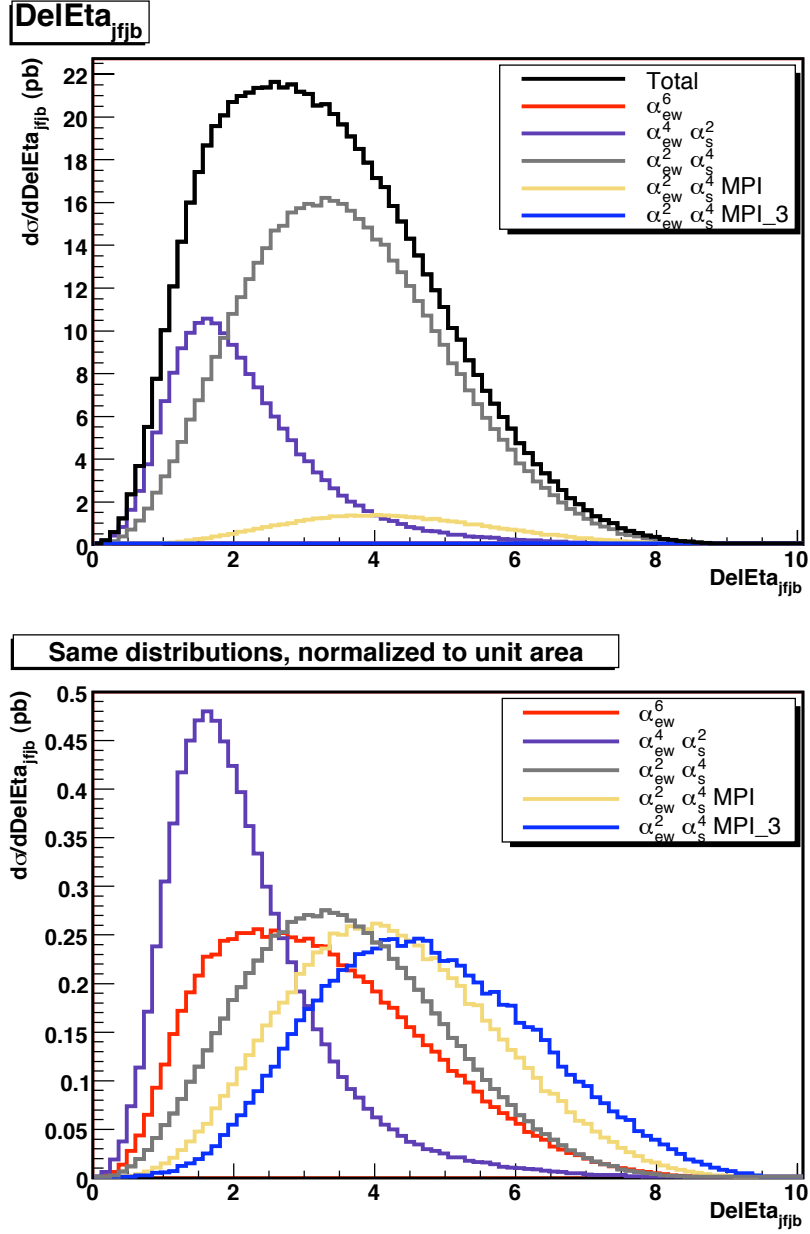 DelEta_jfjb
dσ/dDelEta_jfjb (pb)
22
20
18
16
14
12
10
8
6
4
2
0
Total
α_ew^6
α_ew^4 α_s^2
α_ew^2 α_s^4
α_ew^2 α_s^4 MPI
α_ew^2 α_s^4 MPI_3
0 2 4 6 8 10
DelEta_jfjb
Same distributions, normalized to unit area
dσ/dDelEta_jfjb (pb)
0.5
0.45
0.4
0.35
0.3
0.25
0.2
0.15
0.1
0.05
0
α_ew^6
α_ew^4 α_s^2
α_ew^2 α_s^4
α_ew^2 α_s^4 MPI
α_ew^2 α_s^4 MPI_3
0 2 4 6 8 10
DelEta_jfjb